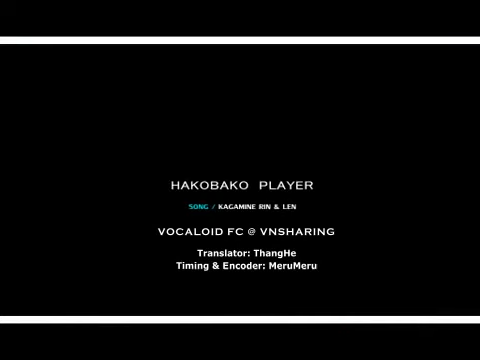 HAKOBAKO PLAYER
SONG / KAGAMINE RIN & LEN
VOCALOID FC @ VNSHARING
Translator: ThangHe
Timing & Encoder: MeruMeru